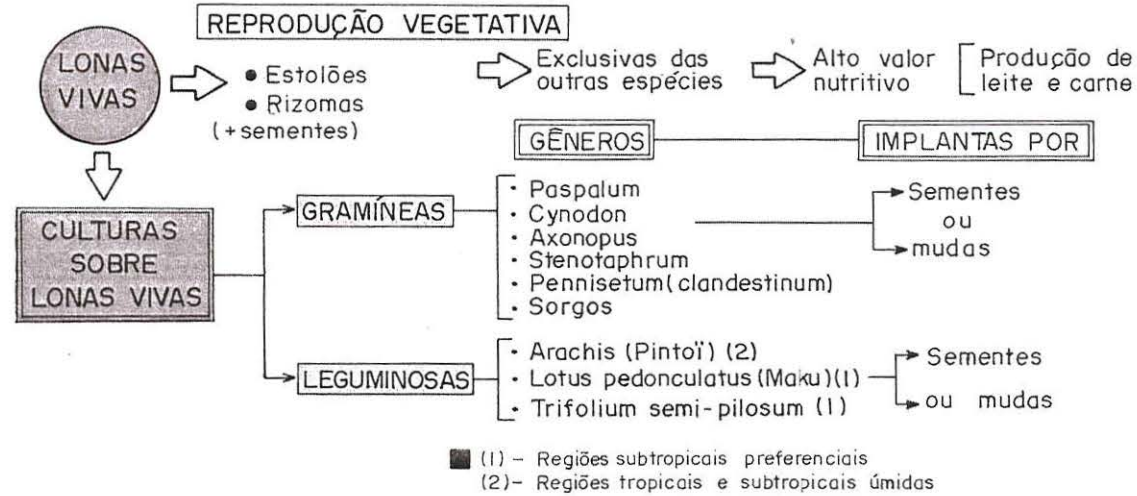 REPRODUÇÃO VEGETATIVA
LONAS
VIVAS
• Estolões
• Rizomas
(+sementes)
Exclusivas das
outras espécies
Alto valor
nutritivo
Produção de
leite e carne
GÊNEROS
IMPLANTAS POR
CULTURAS
SOBRE
LONAS VIVAS
GRAMÍNEAS
• Paspalum
• Cynodon
• Axonopus
• Stenotaphrum
• Pennisetum (clandestinum)
• Sorgos
Sementes
ou
mudas
LEGUMINOSAS
• Arachis (Pintoï) (2)
• Lotus pedonculatus (Maku) (1)
• Trifolium semi-pilosum (1)
Sementes
ou mudas
(1) - Regiões subtropicais preferenciais
(2) - Regiões tropicais e subtropicais úmidas